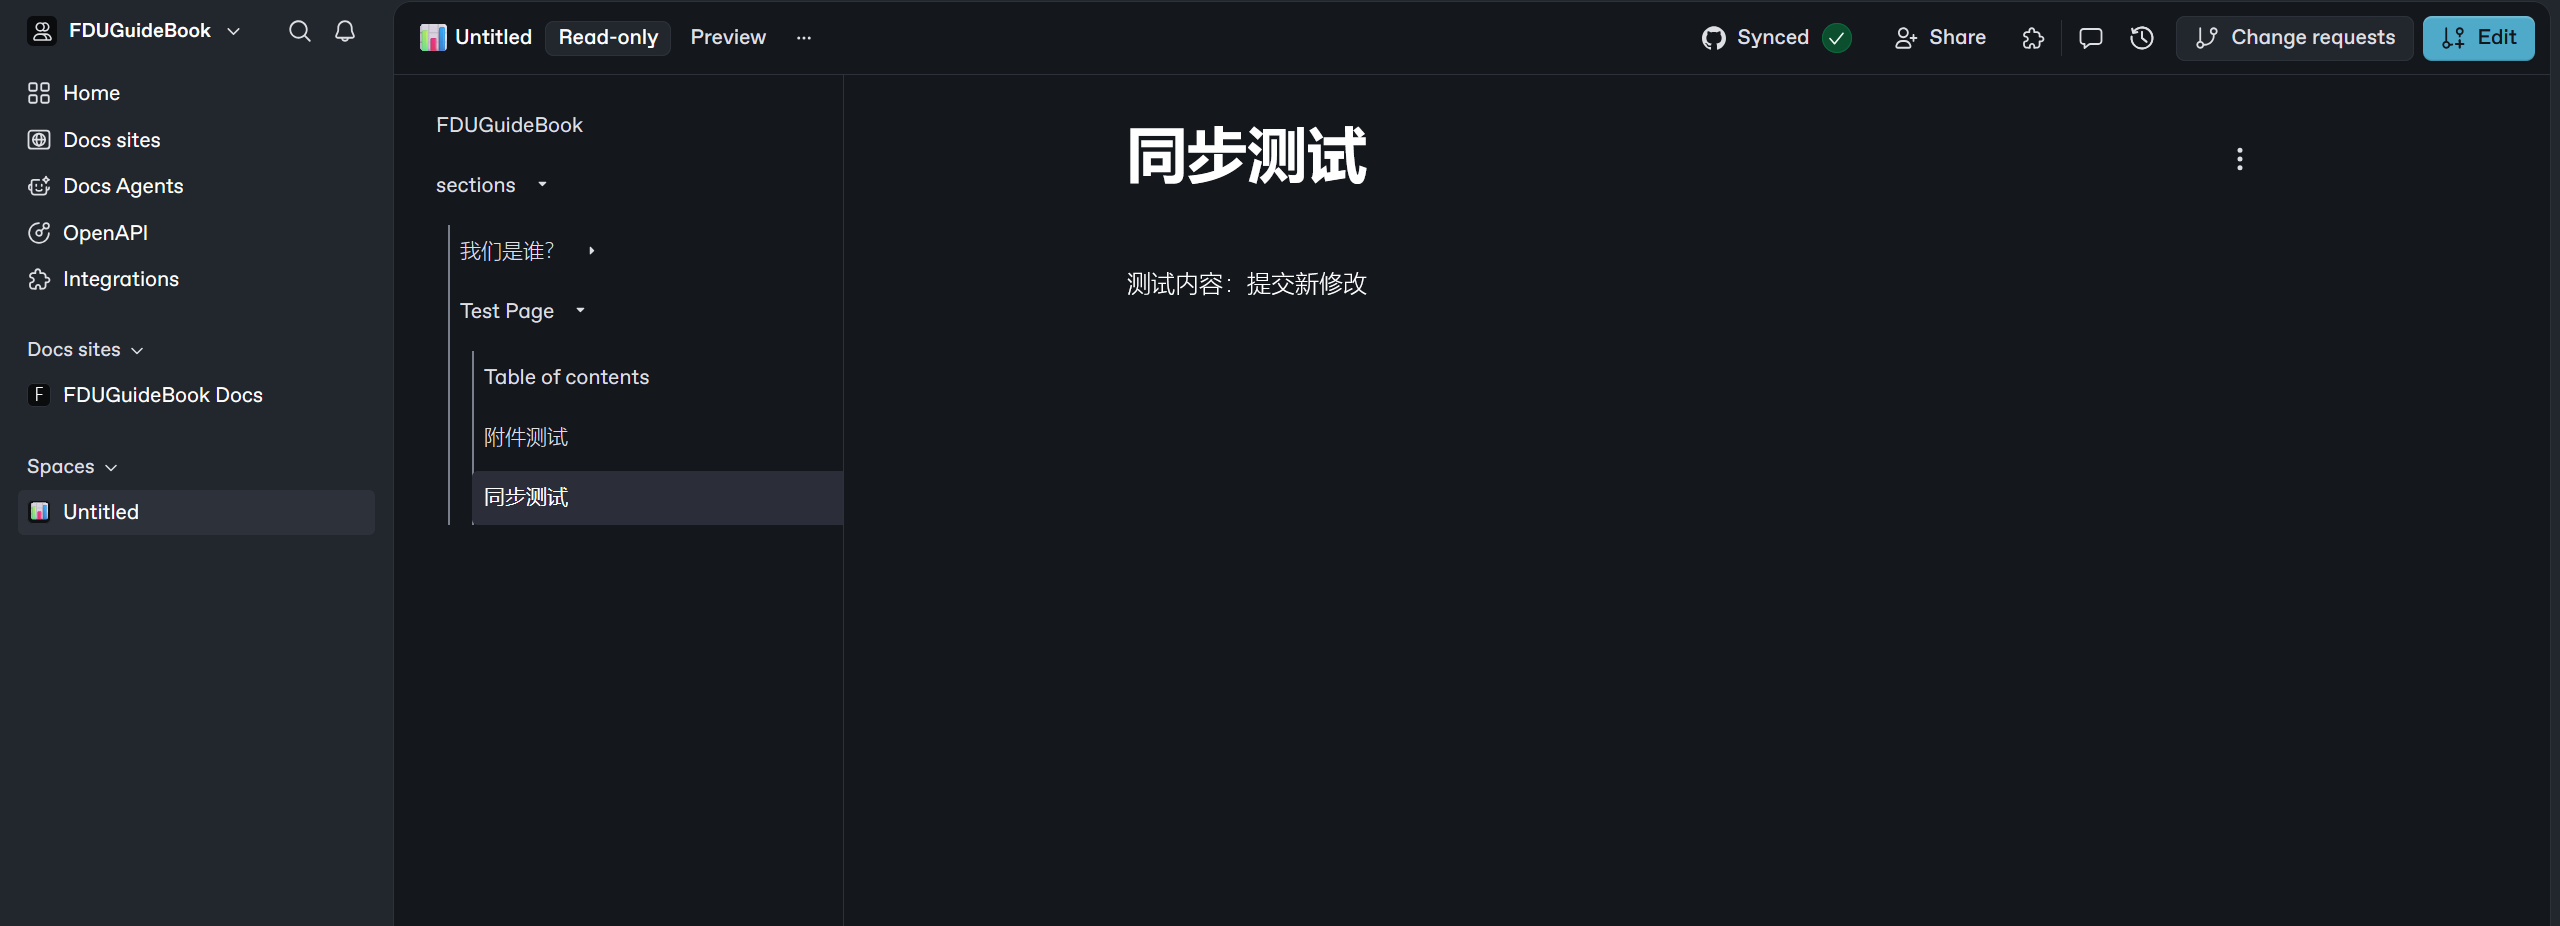 FDUGuideBook
Home
Docs sites
Docs Agents
OpenAPI
Integrations
Docs sites
F FDUGuideBook Docs
Spaces
Untitled
Untitled Read-only Preview ...
Synced Share Change requests Edit
FDUGuideBook
sections
我们是谁？
Test Page
Table of contents
附件测试
同步测试
同步测试
测试内容：提交新修改